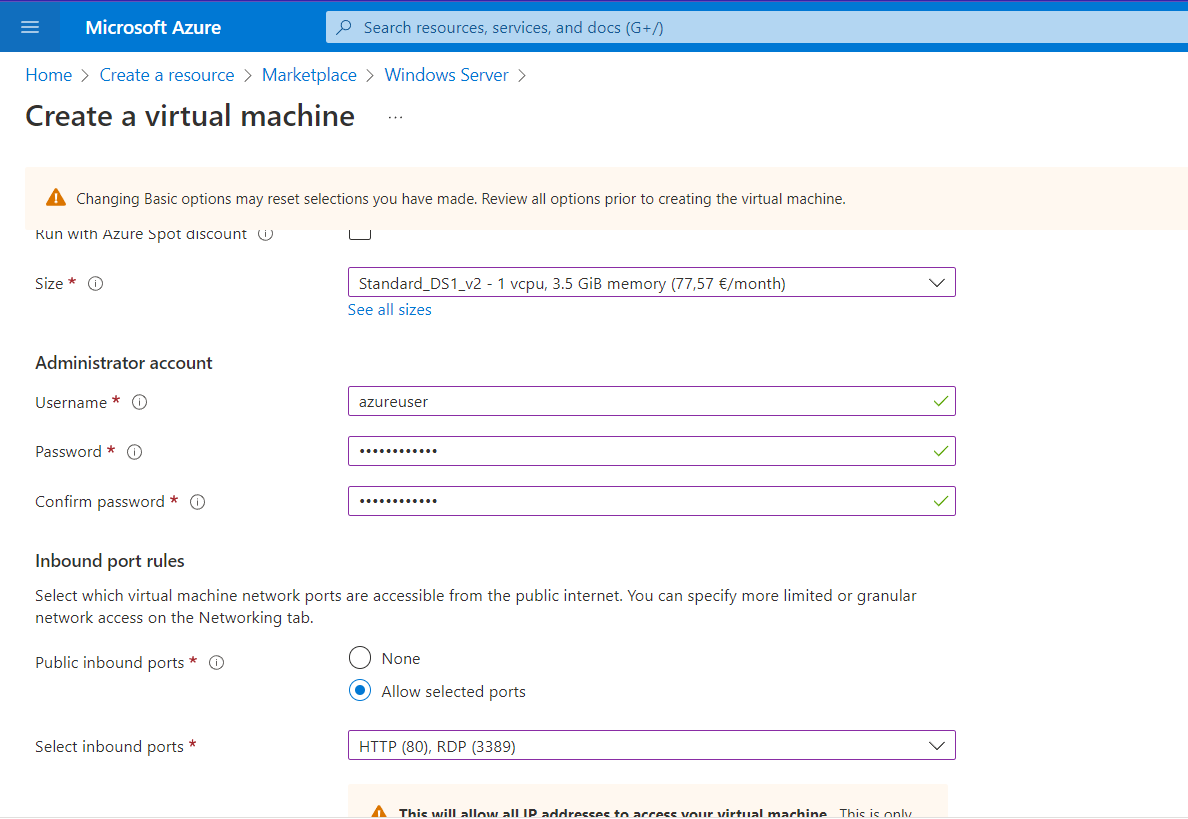 Microsoft Azure
Search resources, services, and docs (G+/)
Home > Create a resource > Marketplace > Windows Server >
Create a virtual machine ...
Changing Basic options may reset selections you have made. Review all options prior to creating the virtual machine.
Run with Azure Spot discount
Size *
Standard_DS1_v2 - 1 vcpu, 3.5 GiB memory (77,57 €/month)
See all sizes
Administrator account
Username *
azureuser
Password *
••••••••••••
Confirm password *
••••••••••••
Inbound port rules
Select which virtual machine network ports are accessible from the public internet. You can specify more limited or granular
network access on the Networking tab.
Public inbound ports *
None
Allow selected ports
Select inbound ports *
HTTP (80), RDP (3389)
This will allow all IP addresses to access your virtual machine. This is only